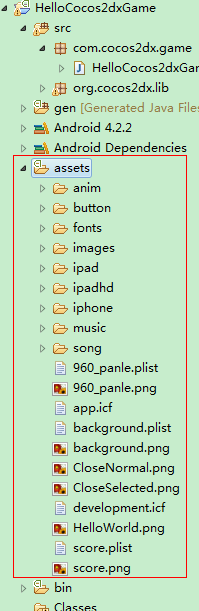 HelloCocos2dxGame
src
com.cocos2dx.game
HelloCocos2dxGa
org.cocos2dx.lib
gen [Generated Java Files
Android 4.2.2
Android Dependencies
assets
anim
button
fonts
images
ipad
ipadhd
iphone
music
song
960_panle.plist
960_panle.png
app.icf
background.plist
background.png
CloseNormal.png
CloseSelected.png
development.icf
HelloWorld.png
score.plist
score.png
bin
Classes